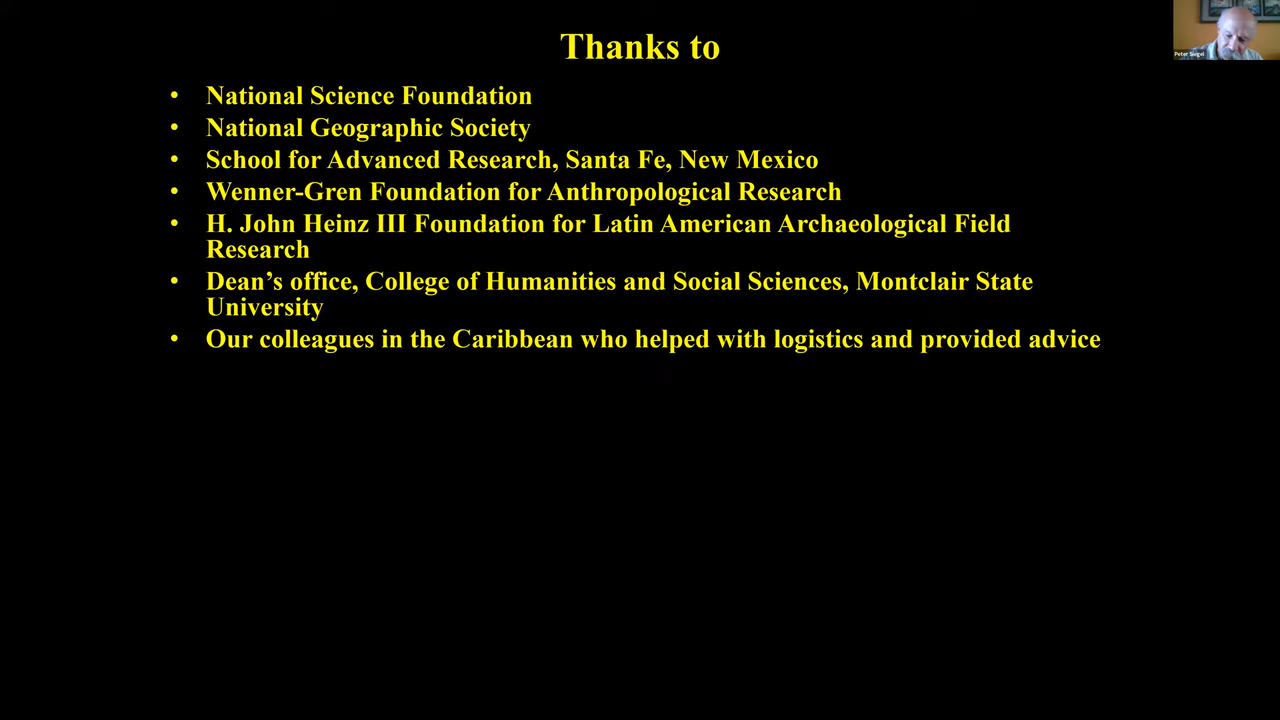 Thanks to
Peter Siegel
• National Science Foundation
• National Geographic Society
• School for Advanced Research, Santa Fe, New Mexico
• Wenner-Gren Foundation for Anthropological Research
• H. John Heinz III Foundation for Latin American Archaeological Field
Research
• Dean’s office, College of Humanities and Social Sciences, Montclair State
University
• Our colleagues in the Caribbean who helped with logistics and provided advice